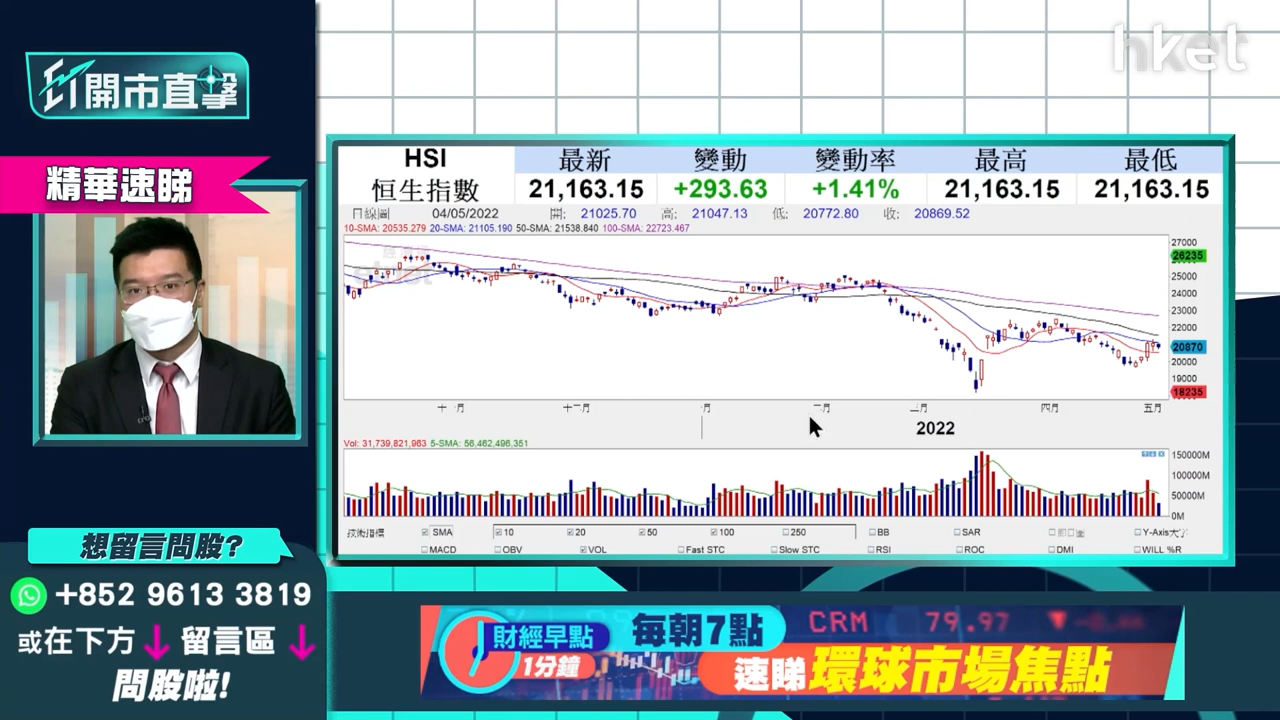 hket
ET開市直擊
精華速睇
HSI
恒生指數
最新 變動 變動率 最高 最低
21,163.15 +293.63 +1.41% 21,163.15 21,163.15
日線圖 04/05/2022 開: 21025.70 高: 21047.13 低: 20772.80 收: 20869.52
10-SMA: 20535.279 20-SMA: 21105.190 50-SMA: 21538.840 100-SMA: 22723.467
27000
26235
25000
24000
23000
22000
20870
20000
19000
18235
十一月 十二月 一月 二月 三月 四月 五月
2022
Vol: 31,739,821,963 5-SMA: 56,462,496,351
150000M
100000M
50000M
0M
技術指標 SMA 10 20 50 100 250 BB SAR Y-Axis大
MACD OBV VOL Fast STC Slow STC RSI ROC DMI WILL %R
想留言問股?
+852 9613 3819
或在下方 留言區
問股啦!
財經早點
1分鐘
每朝7點
CRM 79.97
速睇環球市場焦點